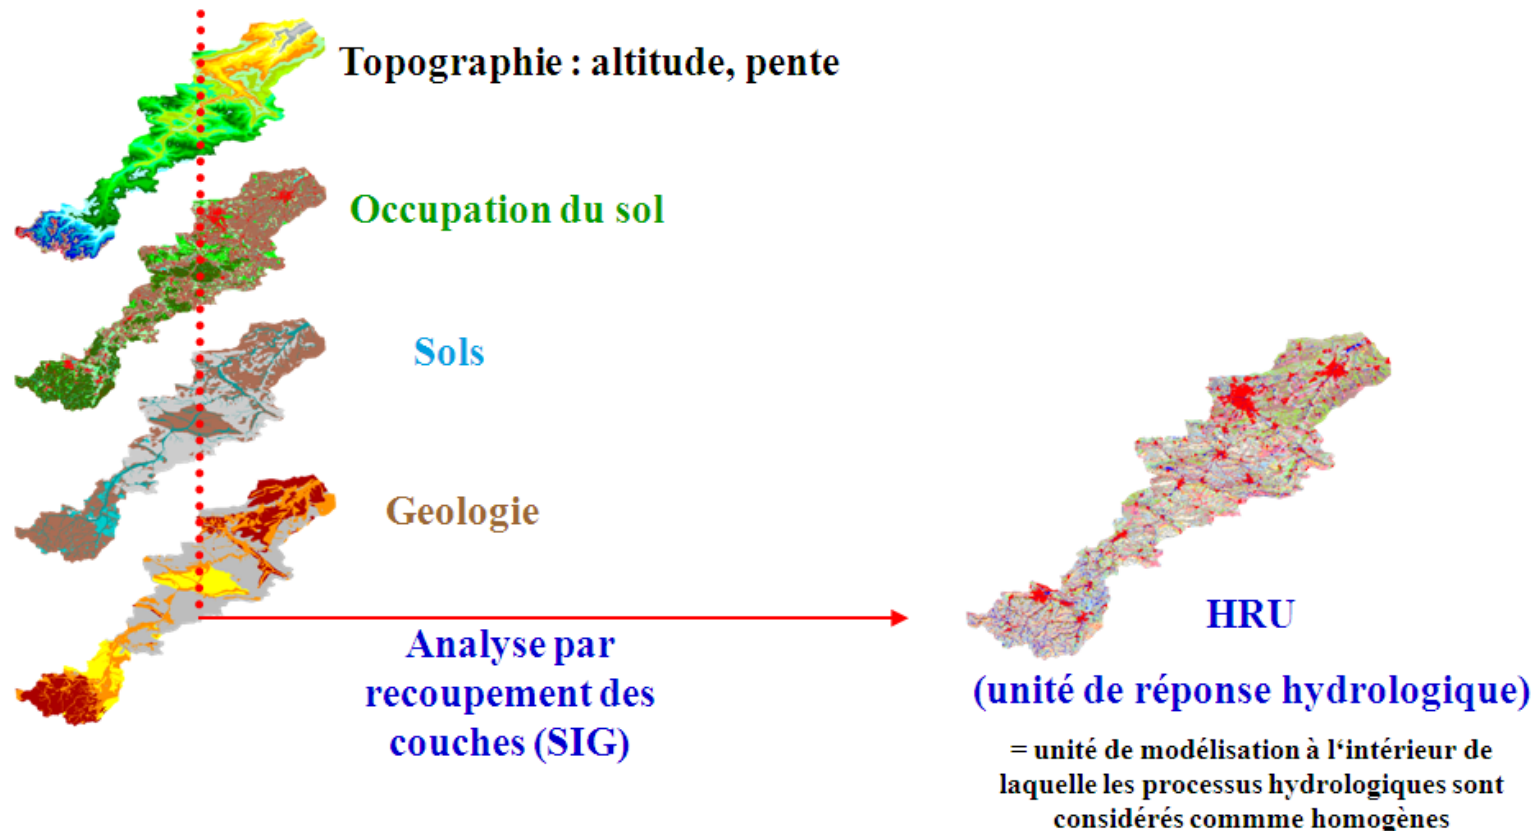 Topographie : altitude, pente
Occupation du sol
Sols
Geologie
Analyse par
recoupement des
couches (SIG)
HRU
(unité de réponse hydrologique)
= unité de modélisation à l‘intérieur de
laquelle les processus hydrologiques sont
considérés commme homogènes